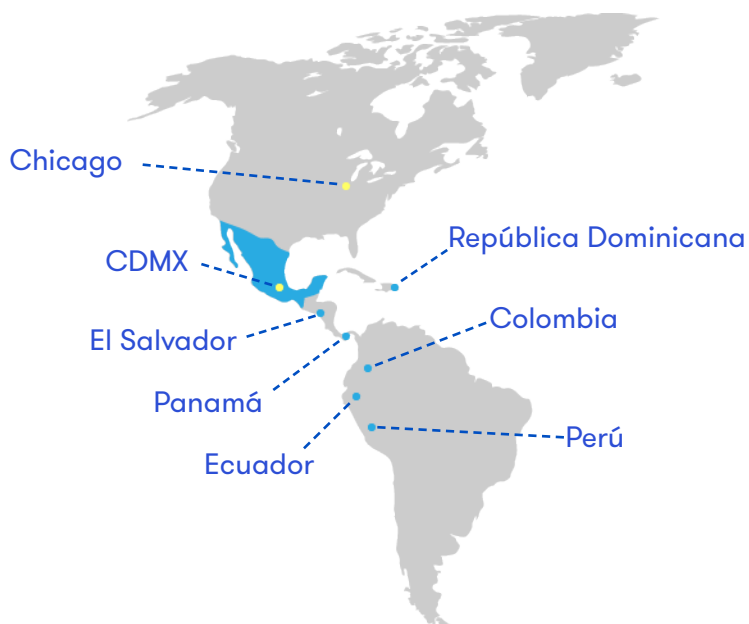 Chicago
República Dominicana
CDMX
Colombia
El Salvador
Panamá
Perú
Ecuador